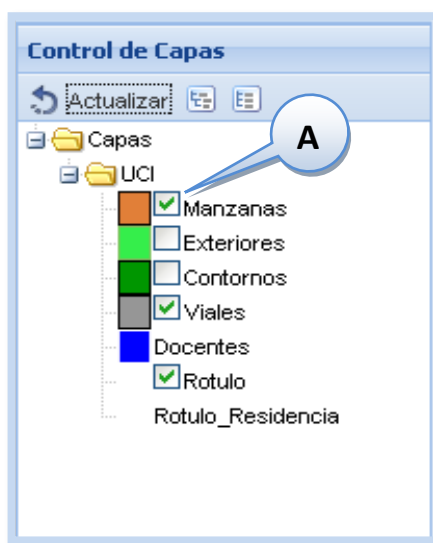 Control de Capas
Actualizar
A
Capas
UCI
Manzanas
Exteriores
Contornos
Viales
Docentes
Rotulo
Rotulo_Residencia